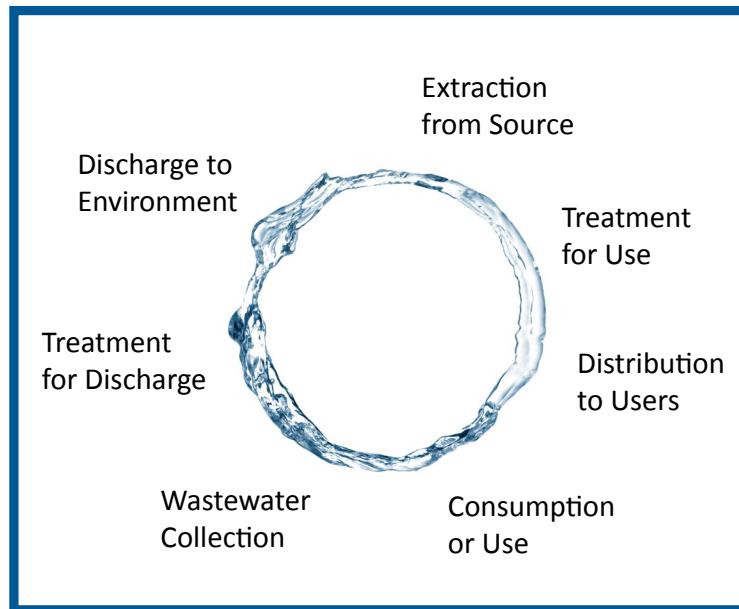 Extraction
from Source
Treatment
for Use
Distribution
to Users
Consumption
or Use
Wastewater
Collection
Treatment
for Discharge
Discharge to
Environment